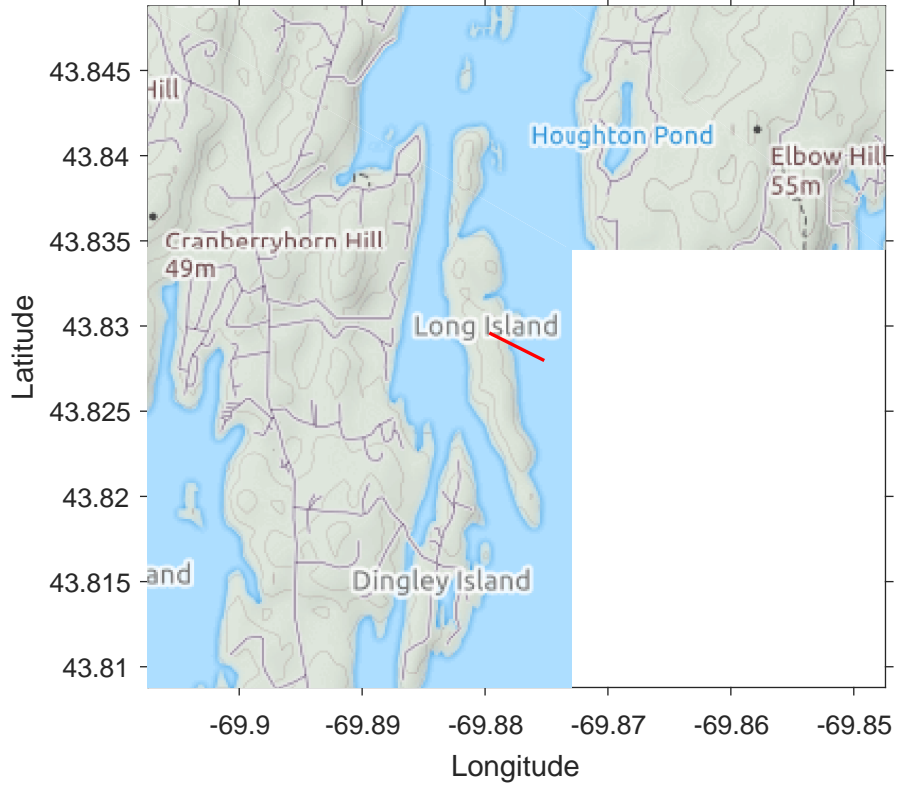 43.845
43.84
43.835
43.83
43.825
43.82
43.815
43.81
Latitude
Hill
Houghton Pond
Elbow Hill
55m
Cranberryhorn Hill
49m
Long Island
and
Dingley Island
-69.9
-69.89
-69.88
-69.87
-69.86
-69.85
Longitude